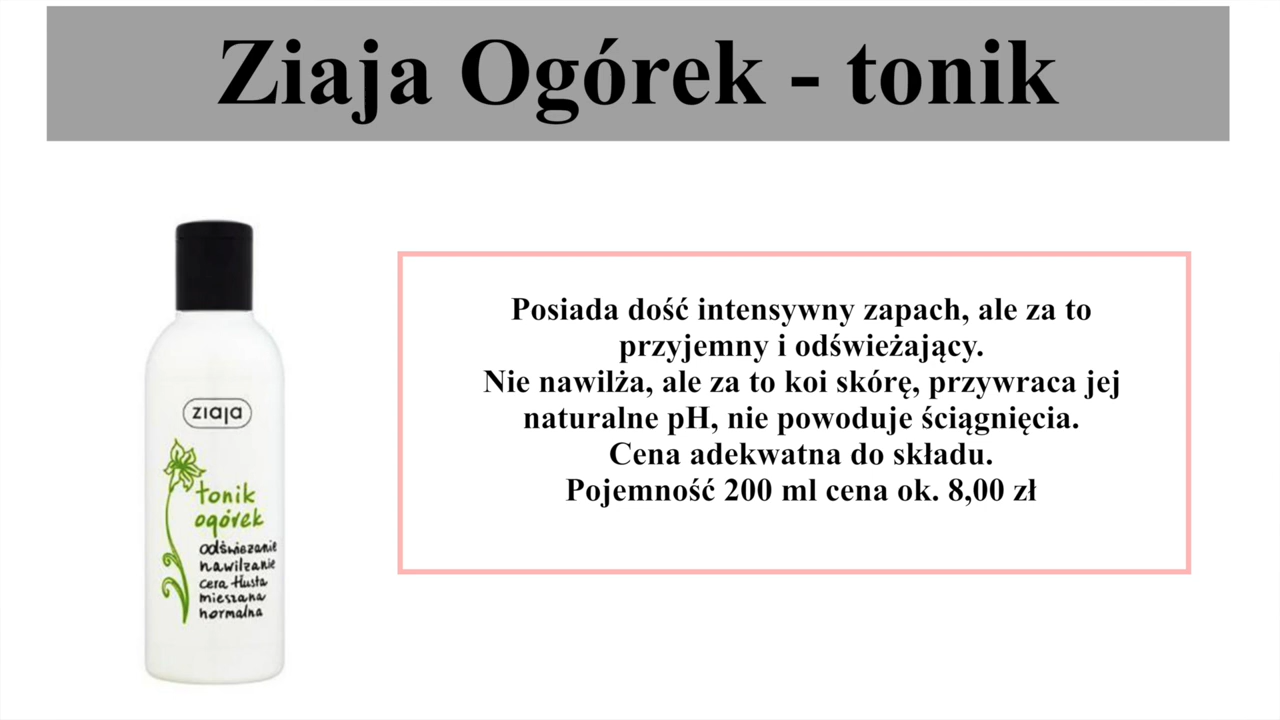 Ziaja Ogórek - tonik
Posiada dość intensywny zapach, ale za to
przyjemny i odświeżający.
Nie nawilża, ale za to koi skórę, przywraca jej
naturalne pH, nie powoduje ściągnięcia.
Cena adekwatna do składu.
Pojemność 200 ml cena ok. 8,00 zł
ziaja
tonik
ogórek
odświeżanie
nawilżanie
cera tłusta
mieszana
normalna